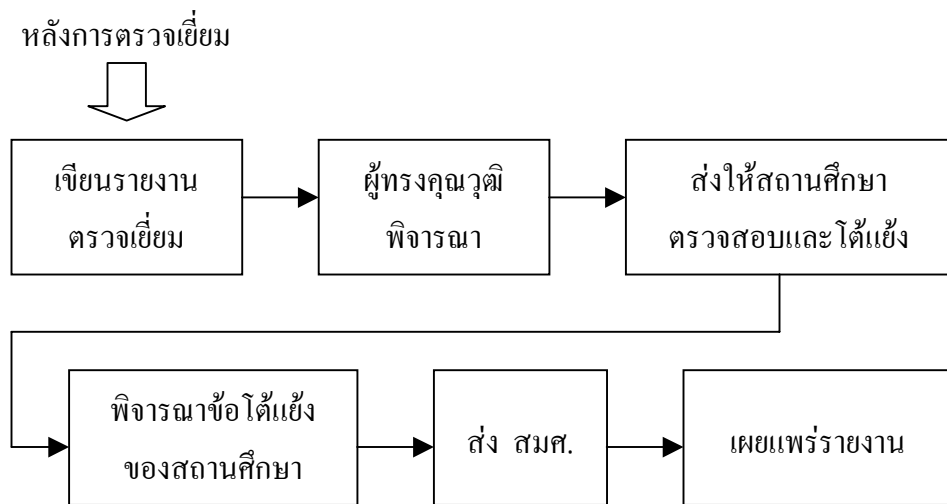 หลังการตรวจเยี่ยม
เขียนรายงาน
ตรวจเยี่ยม
ผู้ทรงคุณวุฒิ
พิจารณา
ส่งให้สถานศึกษา
ตรวจสอบและโต้แย้ง
พิจารณาข้อโต้แย้ง
ของสถานศึกษา
ส่ง สมศ.
เผยแพร่รายงาน